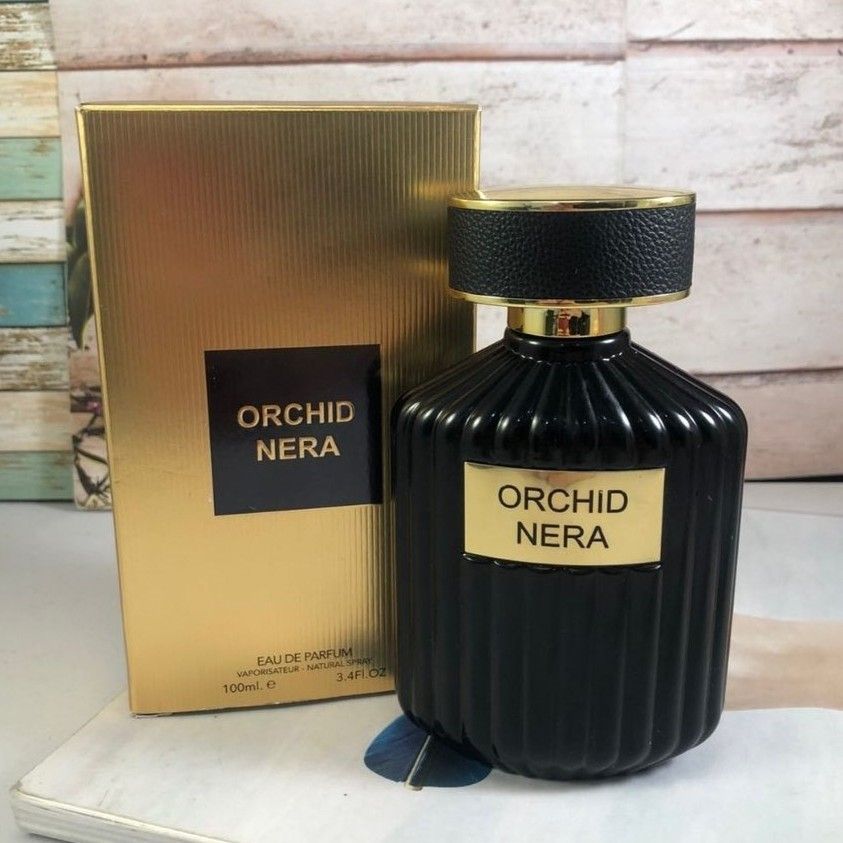 ORCHID
NERA
EAU DE PARFUM
VAPORISATEUR - NATURAL SPRAY
100ml. e 3.4Fl.OZ
ORCHiD
NERA